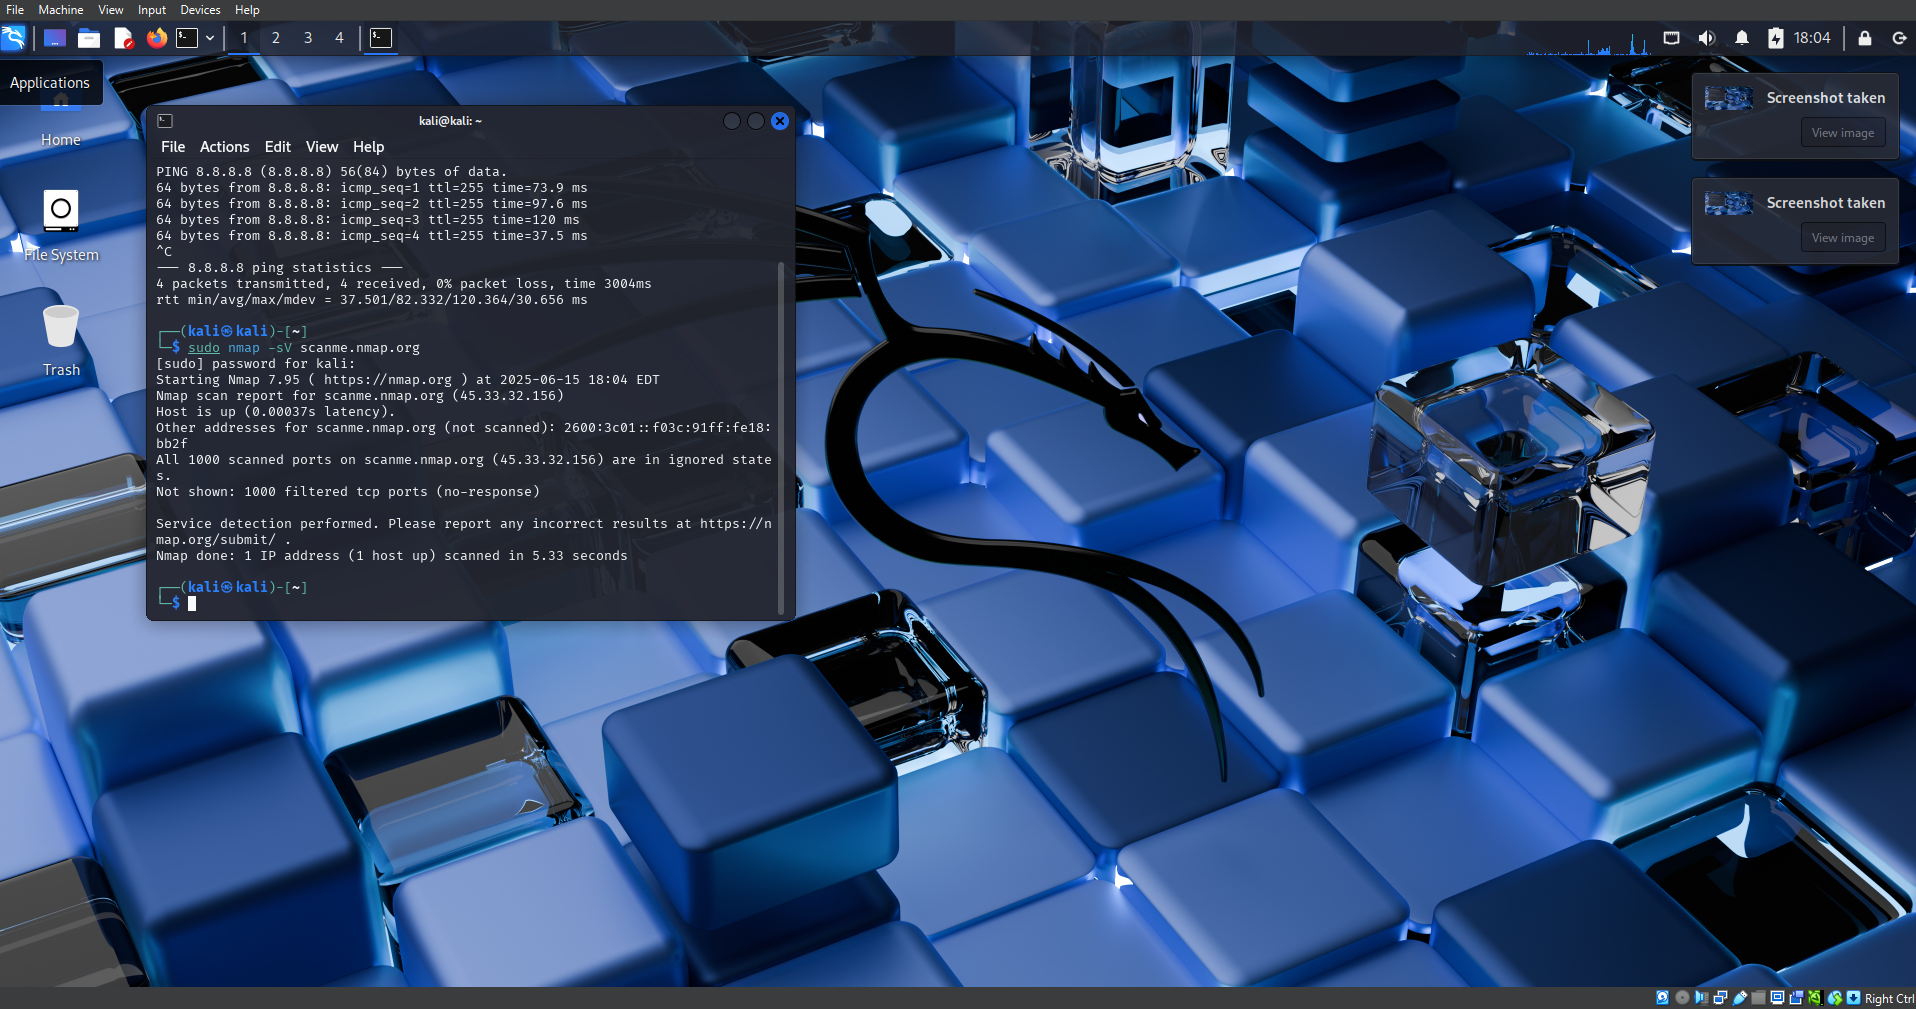 File Machine View Input Devices Help
1 2 3 4 18:04
Applications
Home
File System
Trash
kali@kali: ~
File Actions Edit View Help
PING 8.8.8.8 (8.8.8.8) 56(84) bytes of data.
64 bytes from 8.8.8.8: icmp_seq=1 ttl=255 time=73.9 ms
64 bytes from 8.8.8.8: icmp_seq=2 ttl=255 time=97.6 ms
64 bytes from 8.8.8.8: icmp_seq=3 ttl=255 time=120 ms
64 bytes from 8.8.8.8: icmp_seq=4 ttl=255 time=37.5 ms
^C
--- 8.8.8.8 ping statistics ---
4 packets transmitted, 4 received, 0% packet loss, time 3004ms
rtt min/avg/max/mdev = 37.501/82.332/120.364/30.656 ms
┌──(kali㉿kali)-[~]
└─$ sudo nmap -sV scanme.nmap.org
[sudo] password for kali:
Starting Nmap 7.95 ( https://nmap.org ) at 2025-06-15 18:04 EDT
Nmap scan report for scanme.nmap.org (45.33.32.156)
Host is up (0.00037s latency).
Other addresses for scanme.nmap.org (not scanned): 2600:3c01::f03c:91ff:fe18:
bb2f
All 1000 scanned ports on scanme.nmap.org (45.33.32.156) are in ignored state
s.
Not shown: 1000 filtered tcp ports (no-response)
Service detection performed. Please report any incorrect results at https://n
map.org/submit/ .
Nmap done: 1 IP address (1 host up) scanned in 5.33 seconds
┌──(kali㉿kali)-[~]
└─$
Screenshot taken
View image
Screenshot taken
View image
Right Ctrl